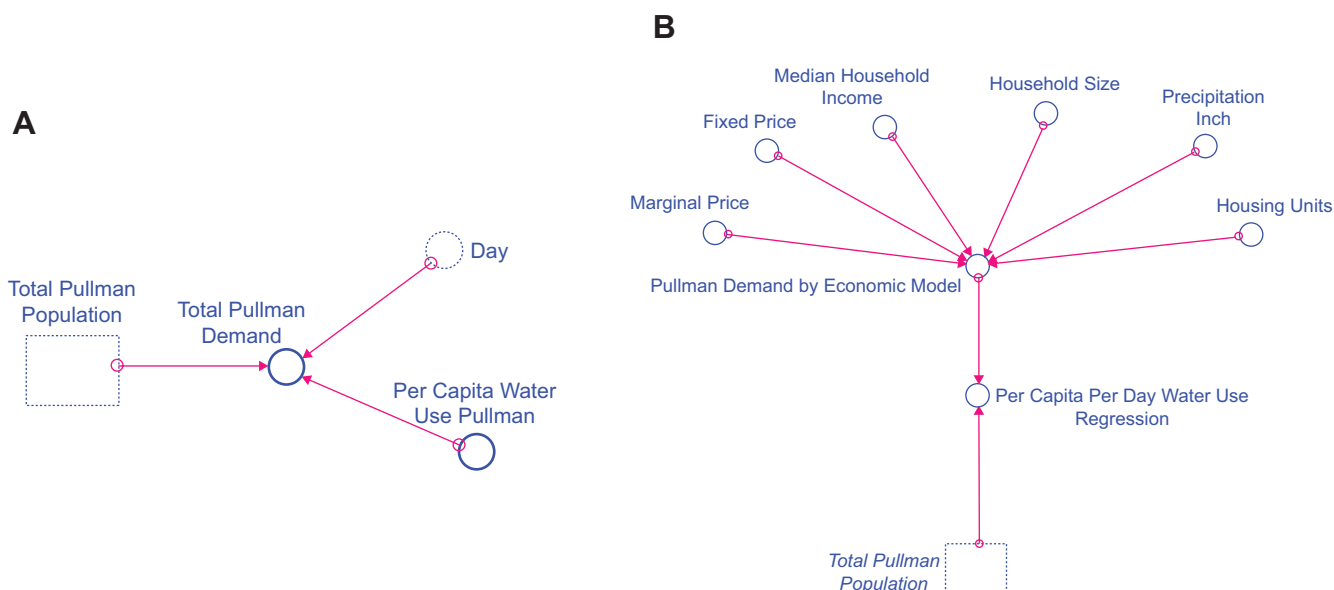 A
Total Pullman
Population
Total Pullman
Demand
Day
Per Capita Water
Use Pullman
B
Median Household
Income
Household Size
Precipitation
Inch
Fixed Price
Marginal Price
Housing Units
Pullman Demand by Economic Model
Per Capita Per Day Water Use
Regression
Total Pullman
Population